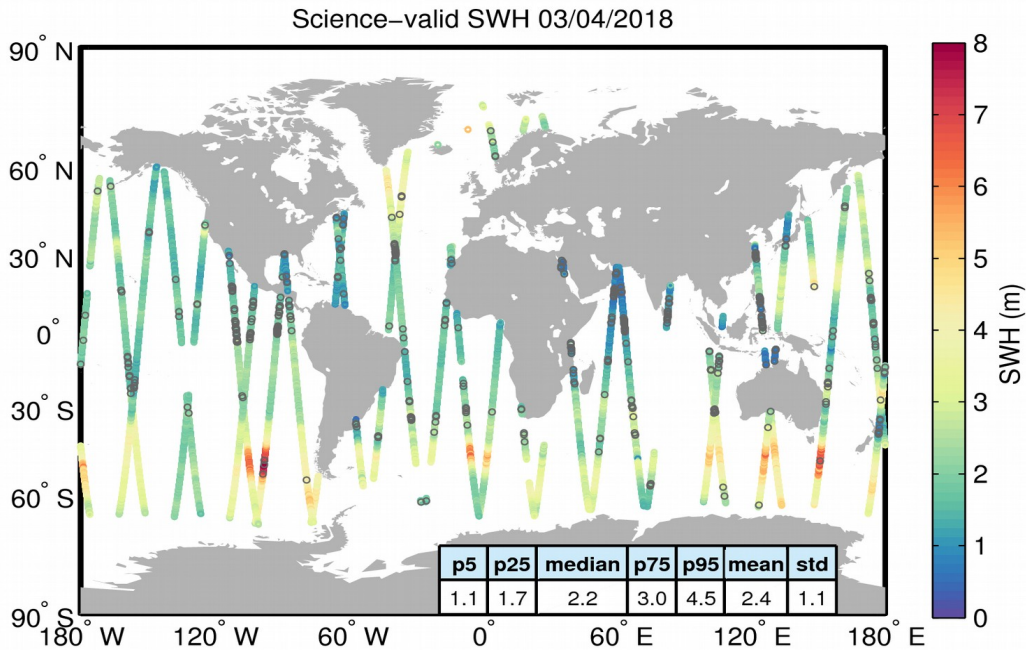 Science–valid SWH 03/04/2018
90° N
60° N
30° N
0°
30° S
60° S
90° S
180° W
120° W
60° W
0°
60° E
120° E
180° E
p5 p25 median p75 p95 mean std
1.1 1.7 2.2 3.0 4.5 2.4 1.1
8
7
6
5
4
3
2
1
0
SWH (m)